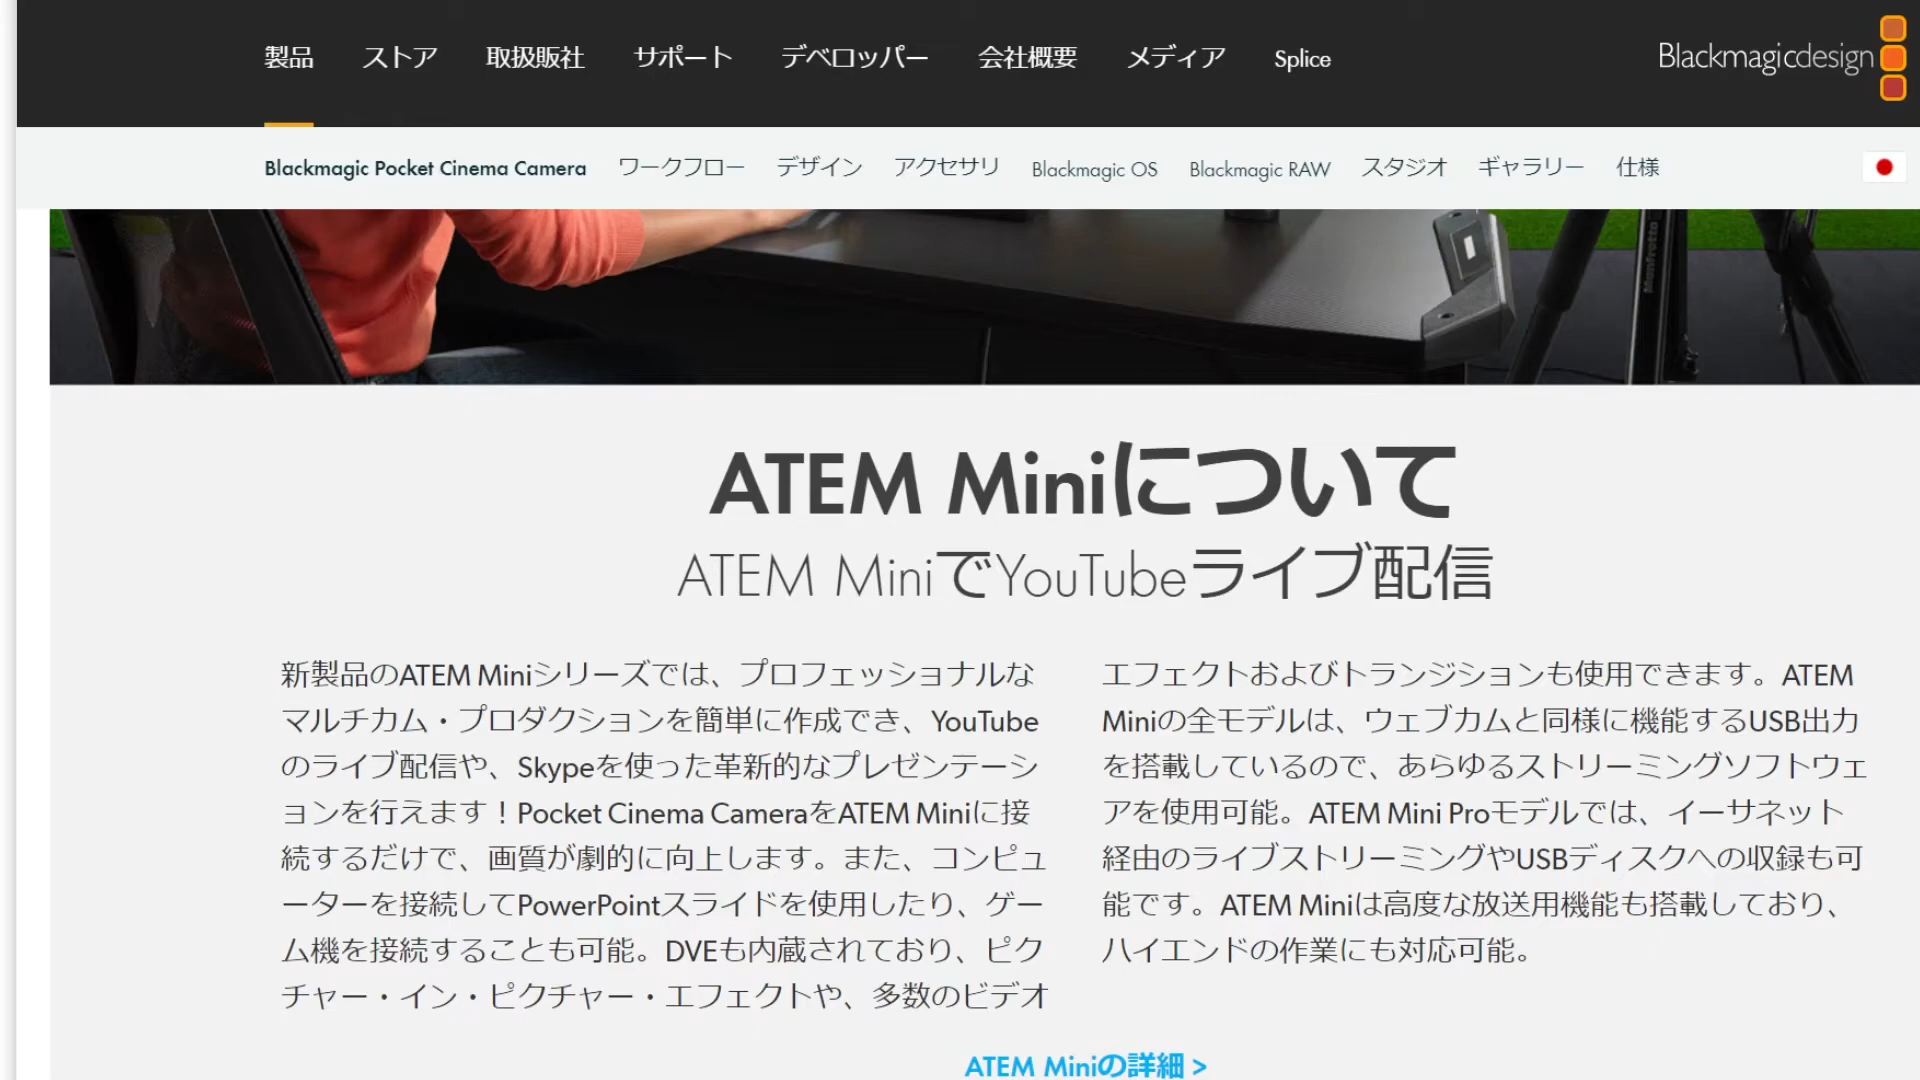 製品 ストア 取扱販社 サポート デベロッパー 会社概要 メディア Splice
Blackmagicdesign
Blackmagic Pocket Cinema Camera ワークフロー デザイン アクセサリ Blackmagic OS Blackmagic RAW スタジオ ギャラリー 仕様
Manfrotto
ATEM Miniについて
ATEM MiniでYouTubeライブ配信
新製品のATEM Miniシリーズでは、プロフェッショナルな
マルチカム・プロダクションを簡単に作成でき、YouTube
のライブ配信や、Skypeを使った革新的なプレゼンテーシ
ョンを行えます！Pocket Cinema CameraをATEM Miniに接
続するだけで、画質が劇的に向上します。また、コンピュ
ーターを接続してPowerPointスライドを使用したり、ゲー
ム機を接続することも可能。DVEも内蔵されており、ピク
チャー・イン・ピクチャー・エフェクトや、多数のビデオ
エフェクトおよびトランジションも使用できます。ATEM
Miniの全モデルは、ウェブカムと同様に機能するUSB出力
を搭載しているので、あらゆるストリーミングソフトウェ
アを使用可能。ATEM Mini Proモデルでは、イーサネット
経由のライブストリーミングやUSBディスクへの収録も可
能です。ATEM Miniは高度な放送用機能も搭載しており、
ハイエンドの作業にも対応可能。
ATEM Miniの詳細 >